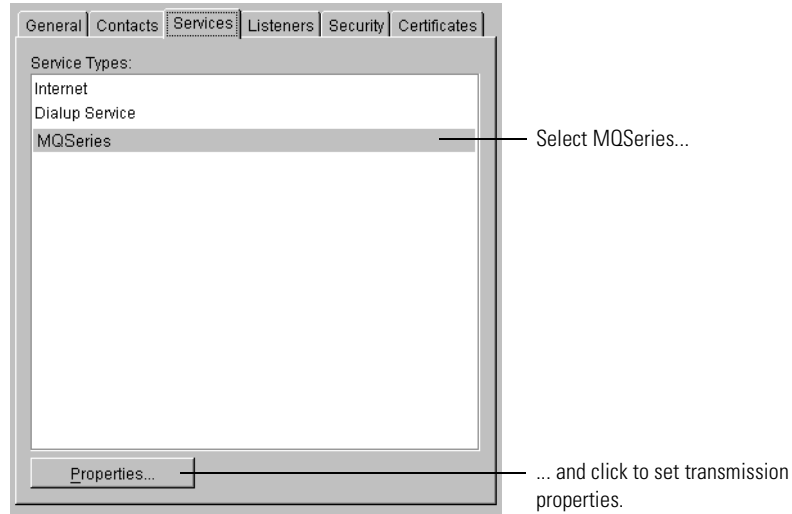 General Contacts Services Listeners Security Certificates
Service Types:
Internet
Dialup Service
MQSeries
Select MQSeries...
Properties...
... and click to set transmission
properties.